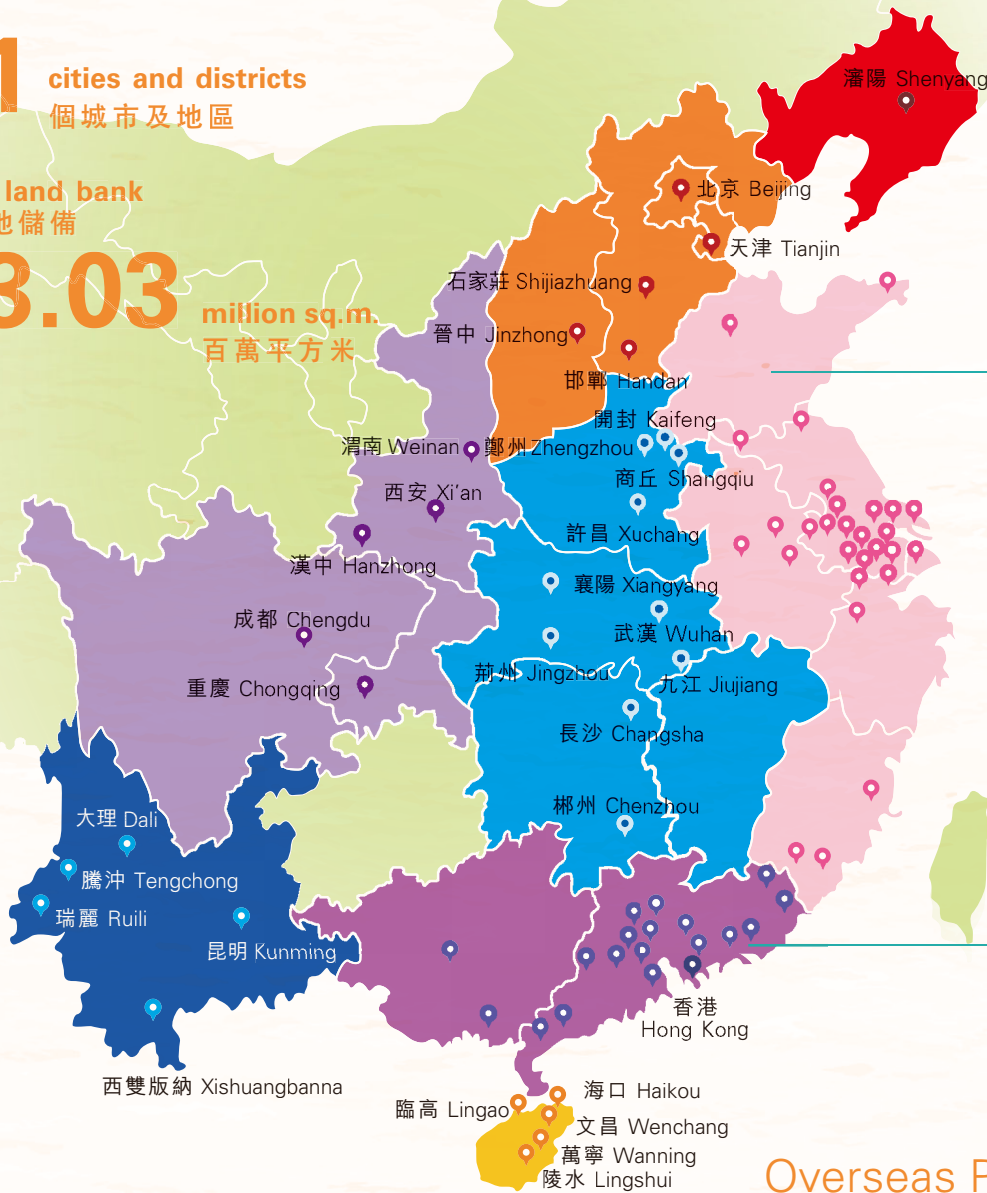 1 cities and districts
個城市及地區
land bank
地儲備
3.03 million sq.m.
百萬平方米
瀋陽 Shenyang
北京 Beijing
天津 Tianjin
石家莊 Shijiazhuang
晉中 Jinzhong
邯鄲 Handan
開封 Kaifeng
渭南 Weinan
鄭州 Zhengzhou
商丘 Shangqiu
西安 Xi'an
許昌 Xuchang
漢中 Hanzhong
襄陽 Xiangyang
成都 Chengdu
武漢 Wuhan
荊州 Jingzhou
九江 Jiujiang
重慶 Chongqing
長沙 Changsha
郴州 Chenzhou
大理 Dali
騰沖 Tengchong
瑞麗 Ruili
昆明 Kunming
香港
Hong Kong
西雙版納 Xishuangbanna
海口 Haikou
臨高 Lingao
文昌 Wenchang
萬寧 Wanning
陵水 Lingshui
Overseas P